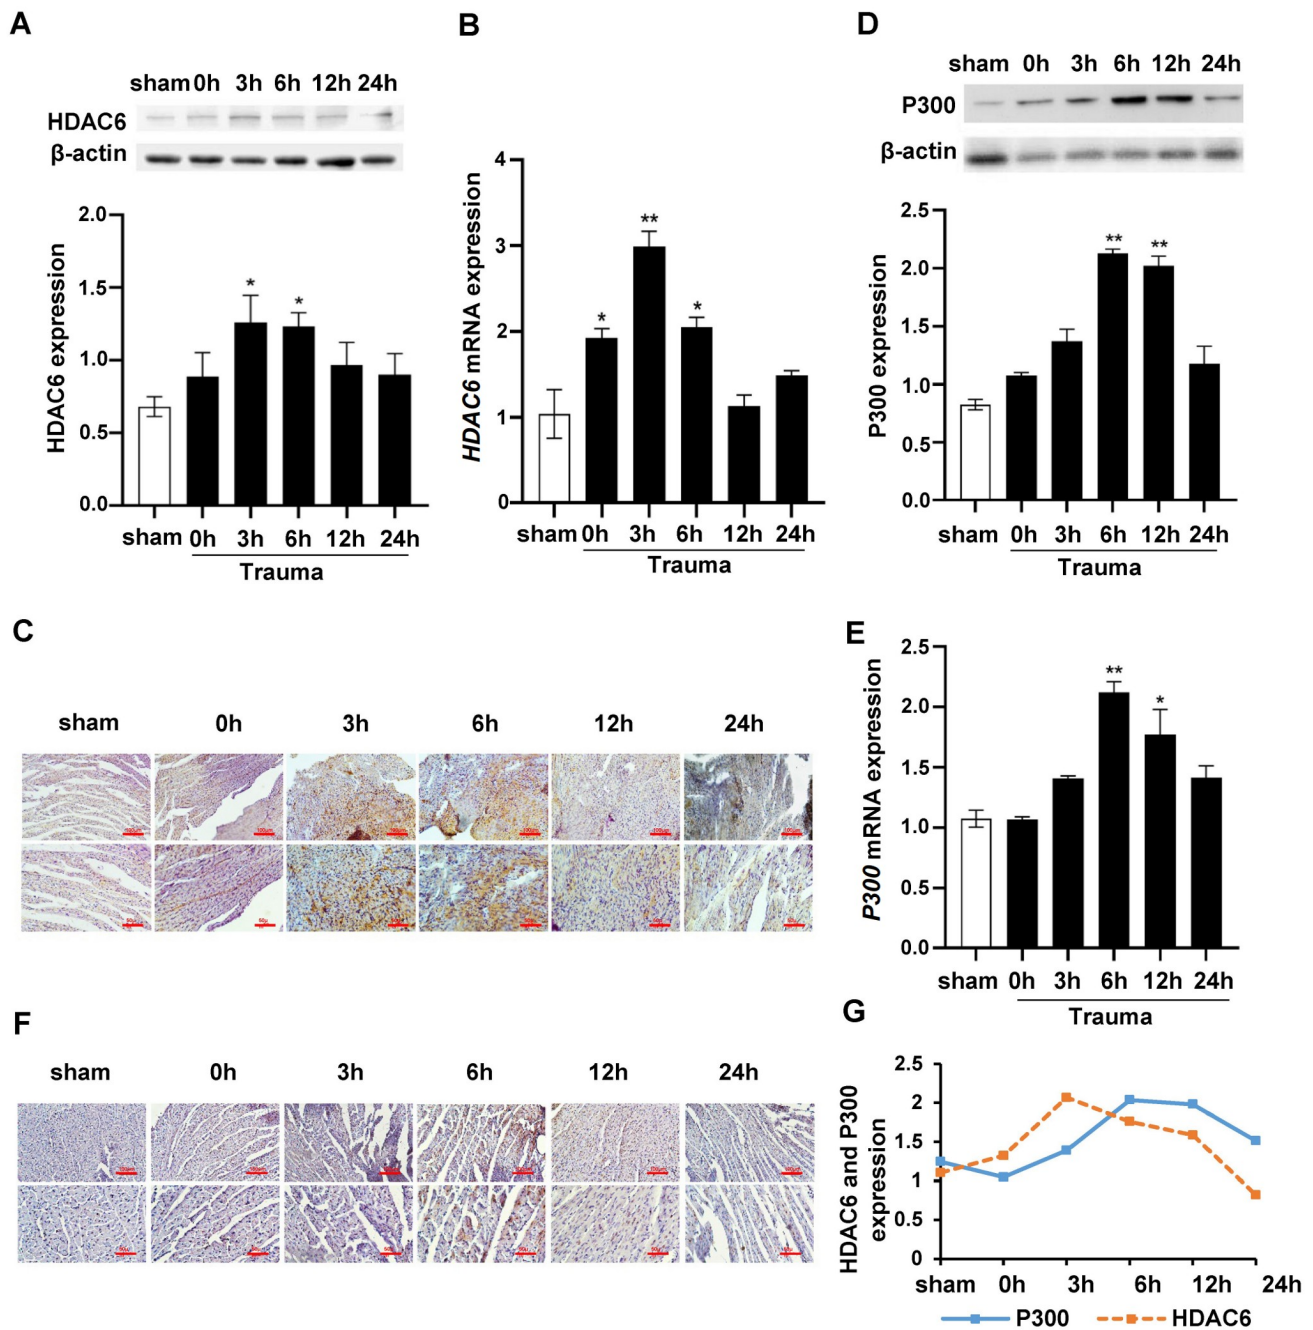 A
sham 0h 3h 6h 12h 24h
HDAC6
β-actin
2.0
1.5
1.0
0.5
0.0
HDAC6 expression
sham 0h 3h 6h 12h 24h
* *
Trauma
B
4
3
2
1
0
HDAC6 mRNA expression
* ** *
sham 0h 3h 6h 12h 24h
Trauma
D
sham 0h 3h 6h 12h 24h
P300
β-actin
2.5
2.0
1.5
1.0
0.5
0.0
P300 expression
** **
sham 0h 3h 6h 12h 24h
Trauma
C
sham 0h 3h 6h 12h 24h
E
2.5
2.0
1.5
1.0
0.5
0.0
P300 mRNA expression
** *
sham 0h 3h 6h 12h 24h
Trauma
F
sham 0h 3h 6h 12h 24h
G
2.5
2
1.5
1
0.5
0
HDAC6 and P300
expression
sham 0h 3h 6h 12h 24h
P300 HDAC6